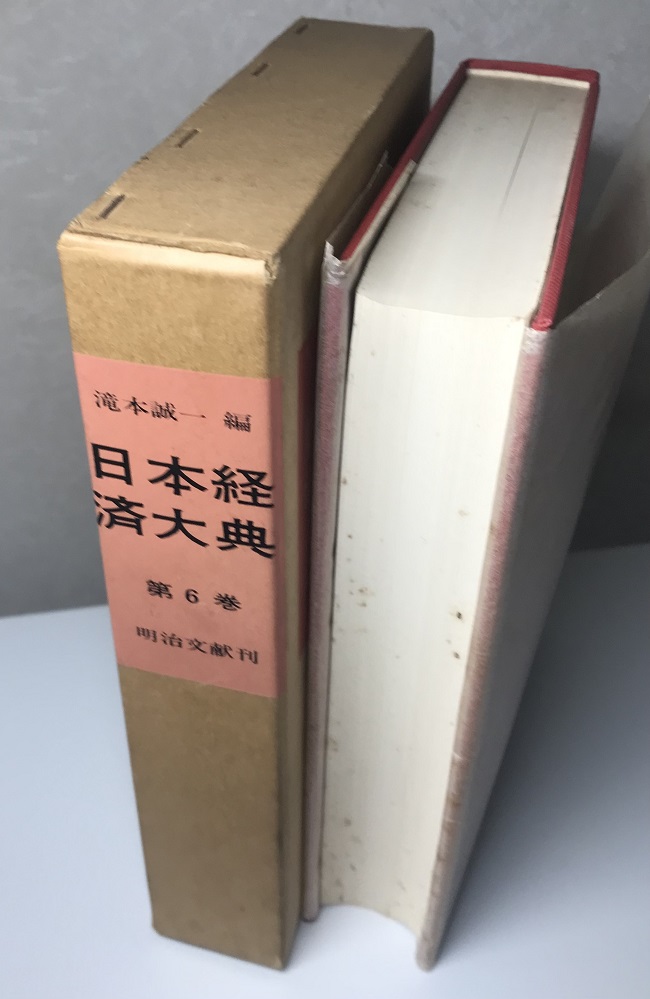 滝本誠一 編
日本経
済大典
第6巻
明治文献刊